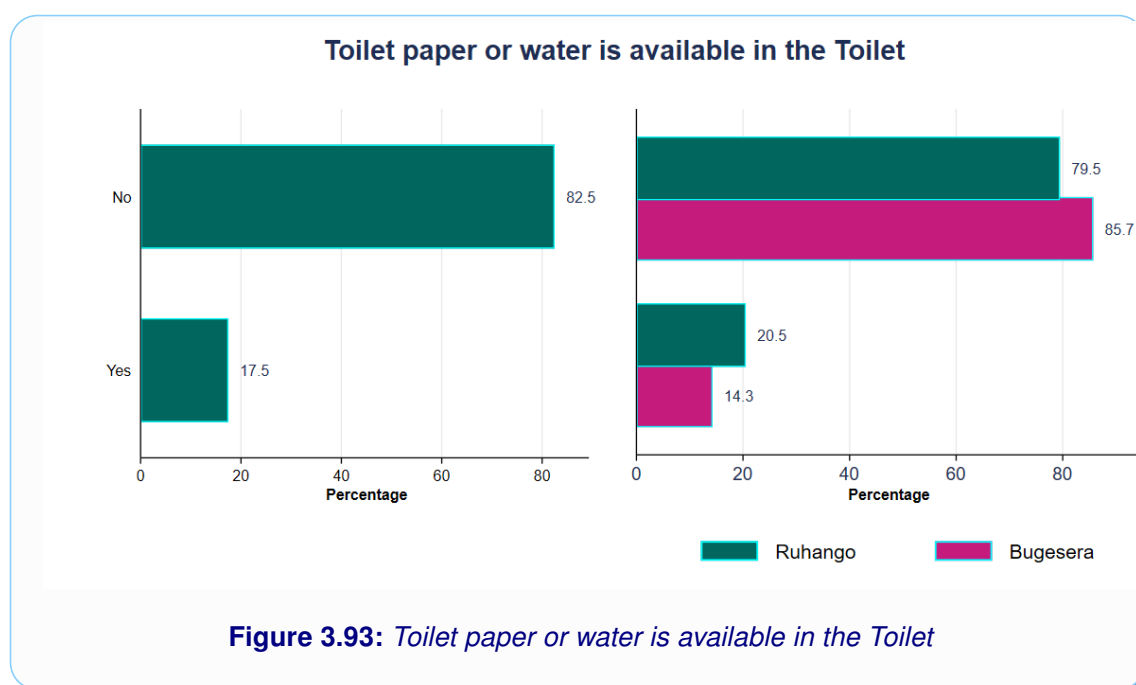 Toilet paper or water is available in the Toilet
No
82.5
Yes
17.5
0 20 40 60 80
Percentage
79.5
85.7
20.5
14.3
0 20 40 60 80
Percentage
Ruhango Bugesera
Figure 3.93: Toilet paper or water is available in the Toilet